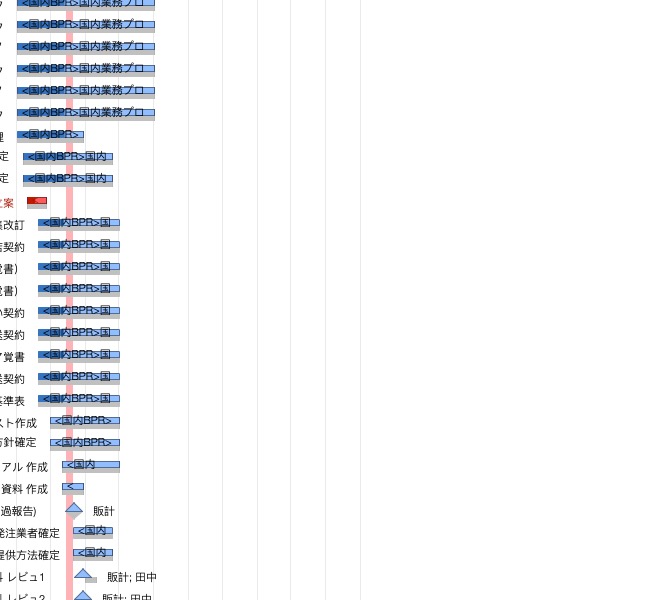 <国内BPR>国内業務プロ
<国内BPR>国内業務プロ
<国内BPR>国内業務プロ
<国内BPR>国内業務プロ
<国内BPR>国内業務プロ
<国内BPR>国内業務プロ
<国内BPR>
定 <国内BPR>国内
定 <国内BPR>国内
案
改訂 <国内BPR>国
契約 <国内BPR>国
覚書) <国内BPR>国
覚書) <国内BPR>国
契約 <国内BPR>国
契約 <国内BPR>国
覚書 <国内BPR>国
契約 <国内BPR>国
基準表 <国内BPR>国
スト作成 <国内BPR>
方針確定 <国内BPR>
アル 作成 <国内
資料 作成 <
過報告) 販計
発注業者確定 <国内
提供方法確定 <国内
レビュ1 販計; 田中
レビュ2 販計; 田中